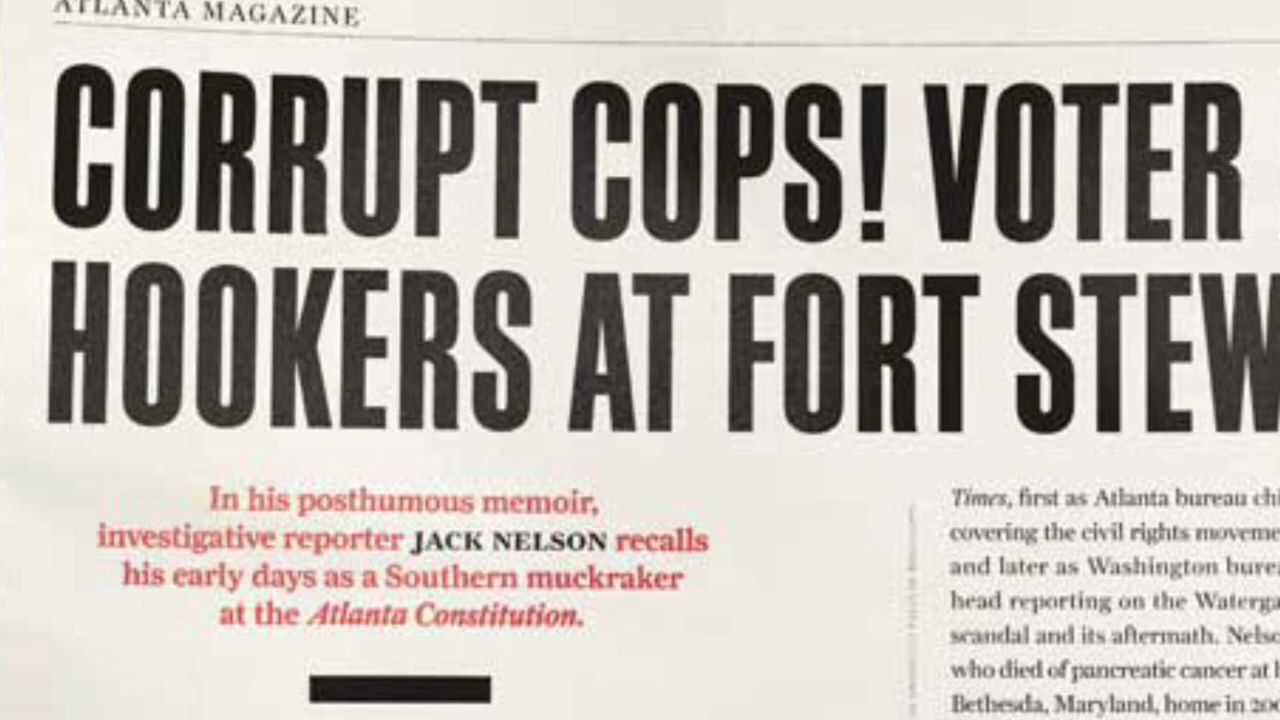 ATLANTA MAGAZINE
CORRUPT COPS! VOTER
HOOKERS AT FORT STEW
In his posthumous memoir,
investigative reporter JACK NELSON recalls
his early days as a Southern muckraker
at the Atlanta Constitution.
Times, first as Atlanta bureau chi
covering the civil rights moveme
and later as Washington burea
head reporting on the Waterga
scandal and its aftermath. Nelso
who died of pancreatic cancer at h
Bethesda, Maryland, home in 200